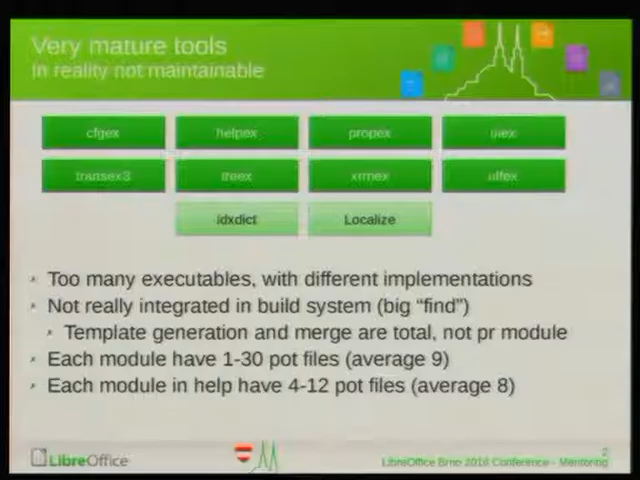 Very mature tools
In reality not maintainable
cfgex
helpex
propex
uiex
transex3
treex
xrmex
ulfex
idxdict
Localize
Too many executables, with different implementations
Not really integrated in build system (big “find”)
Template generation and merge are total, not pr module
Each module have 1-30 pot files (average 9)
Each module in help have 4-12 pot files (average 8)
LibreOffice
LibreOffice Brno 2016 Conference - Mentoring